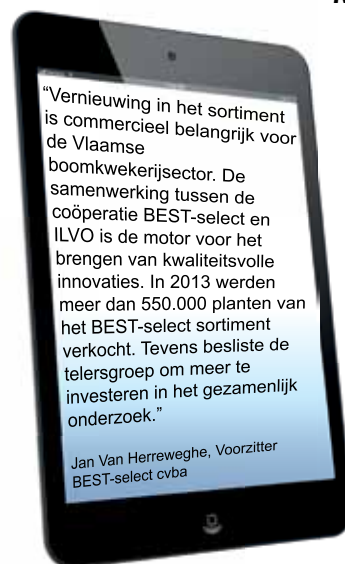 “Vernieuwing in het sortiment
is commercieel belangrijk voor
de Vlaamse
boomkwekerijsector. De
samenwerking tussen de
coöperatie BEST-select en
ILVO is de motor voor het
brengen van kwaliteitsvolle
innovaties. In 2013 werden
meer dan 550.000 planten van
het BEST-select sortiment
verkocht. Tevens besliste de
telersgroep om meer te
investeren in het gezamenlijk
onderzoek.”
Jan Van Herreweghe, Voorzitter
BEST-select cvba